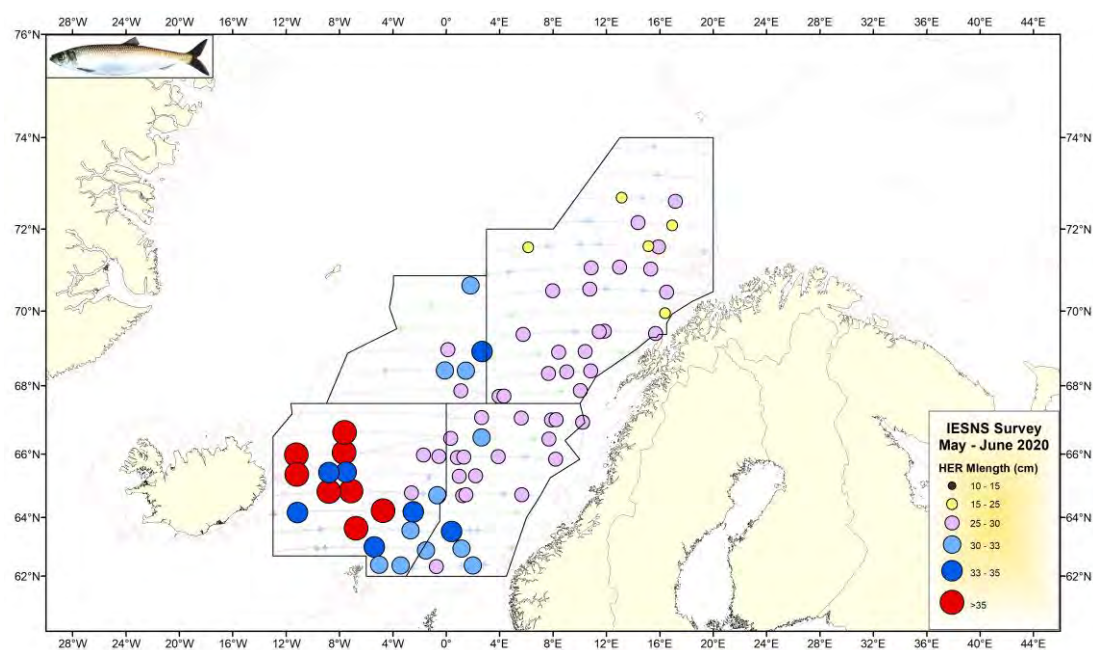 28°W 24°W 20°W 16°W 12°W 8°W 4°W 0° 4°E 8°E 12°E 16°E 20°E 24°E 28°E 32°E 36°E 40°E 44°E
76°N
74°N 74°N
72°N 72°N
70°N 70°N
68°N 68°N
66°N 66°N
64°N 64°N
62°N 62°N
IESNS Survey
May - June 2020
HER Mlength (cm)
10 - 15
15 - 25
25 - 30
30 - 33
33 - 35
>35
28°W 24°W 20°W 16°W 12°W 8°W 4°W 0° 4°E 8°E 12°E 16°E 20°E 24°E 28°E 32°E 36°E 40°E 44°E